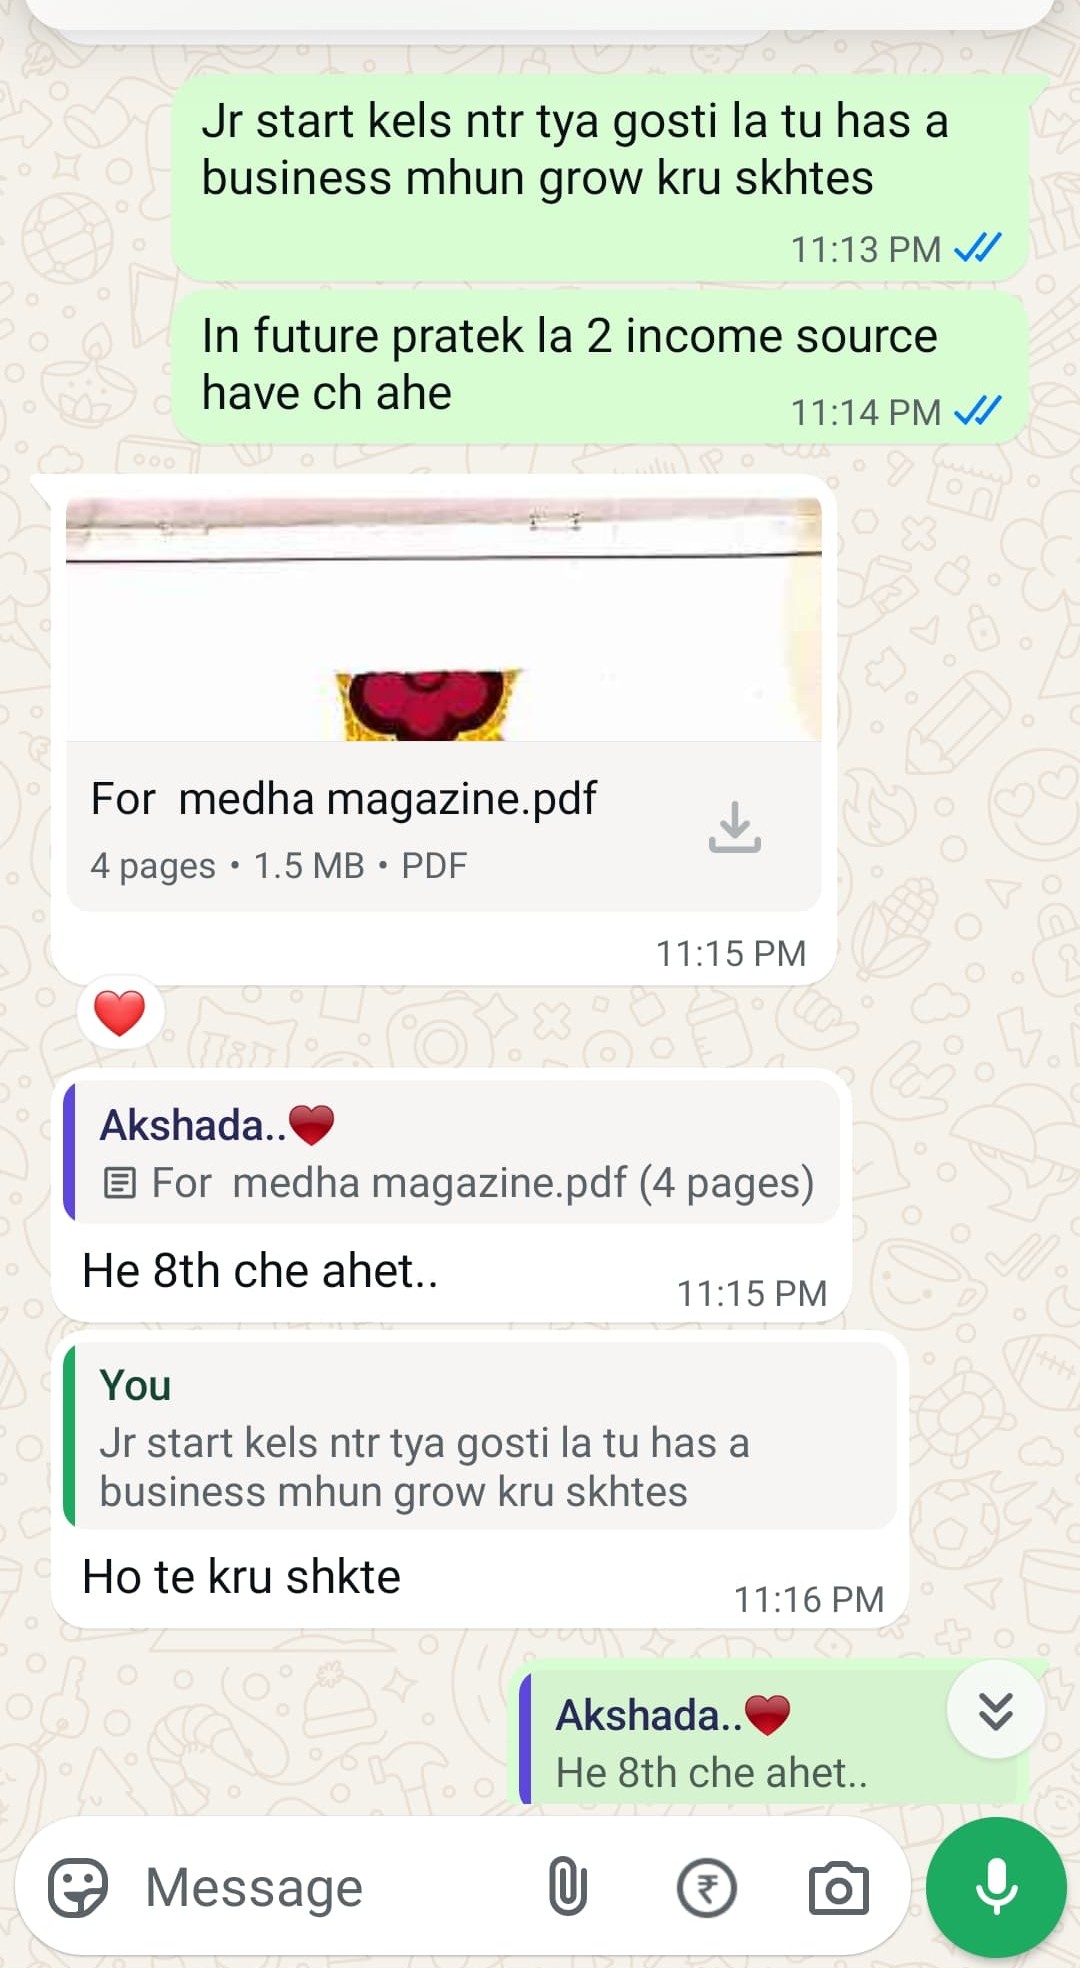 Jr start kels ntr tya gosti la tu has a
business mhun grow kru skhtes
11:13 PM
In future pratek la 2 income source
have ch ahe
11:14 PM
For  medha magazine.pdf
4 pages • 1.5 MB • PDF
11:15 PM
Akshada..
For  medha magazine.pdf (4 pages)
He 8th che ahet..
11:15 PM
You
Jr start kels ntr tya gosti la tu has a
business mhun grow kru skhtes
Ho te kru shkte
11:16 PM
Akshada..
He 8th che ahet..
Message